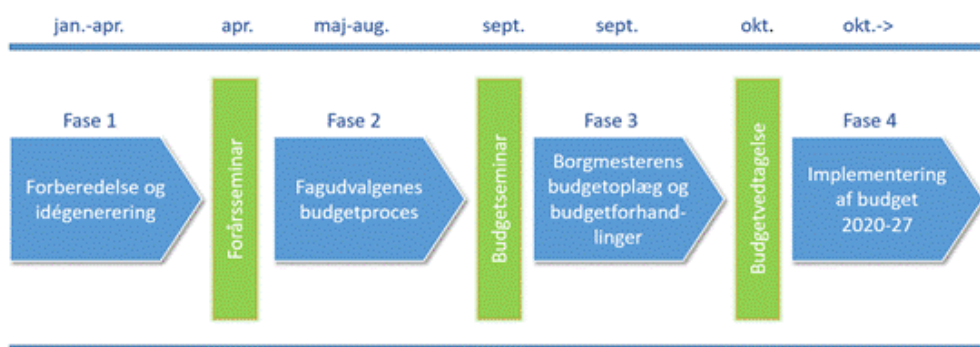 jan.-apr.
apr.
maj-aug.
sept.
sept.
okt.
okt.->
Fase 1
Forberedelse og
idégenerering
Forårsseminar
Fase 2
Fagudvalgenes
budgetproces
Budgetseminar
Fase 3
Borgmesterens
budgetoplæg og
budgetforhand-
linger
Budgetvedtagelse
Fase 4
Implementering
af budget
2020-27